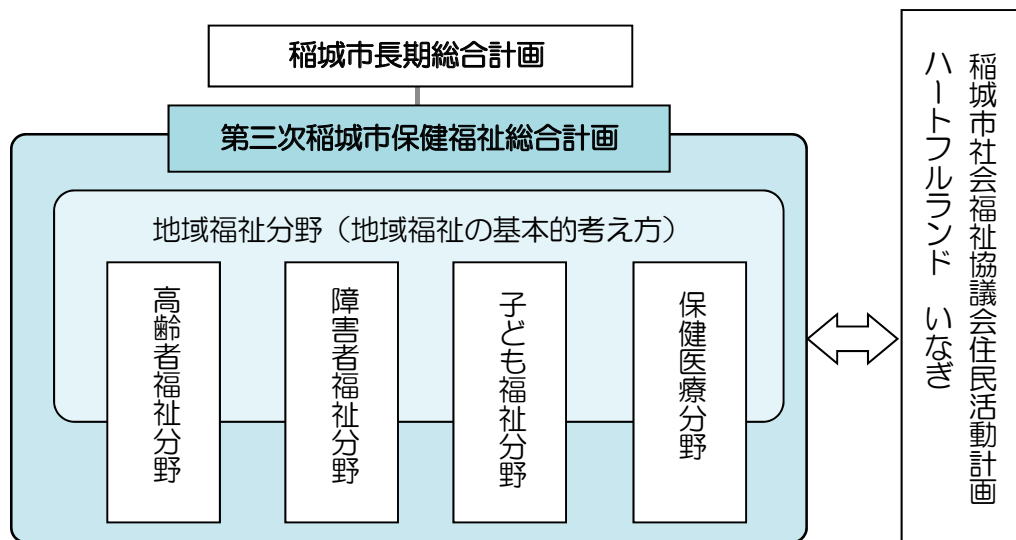 稲城市長期総合計画
第三次稲城市保健福祉総合計画
地域福祉分野（地域福祉の基本的考え方）
高齢者福祉分野
障害者福祉分野
子ども福祉分野
保健医療分野
稲城市社会福祉協議会住民活動計画
ハートフルランド　いなぎ